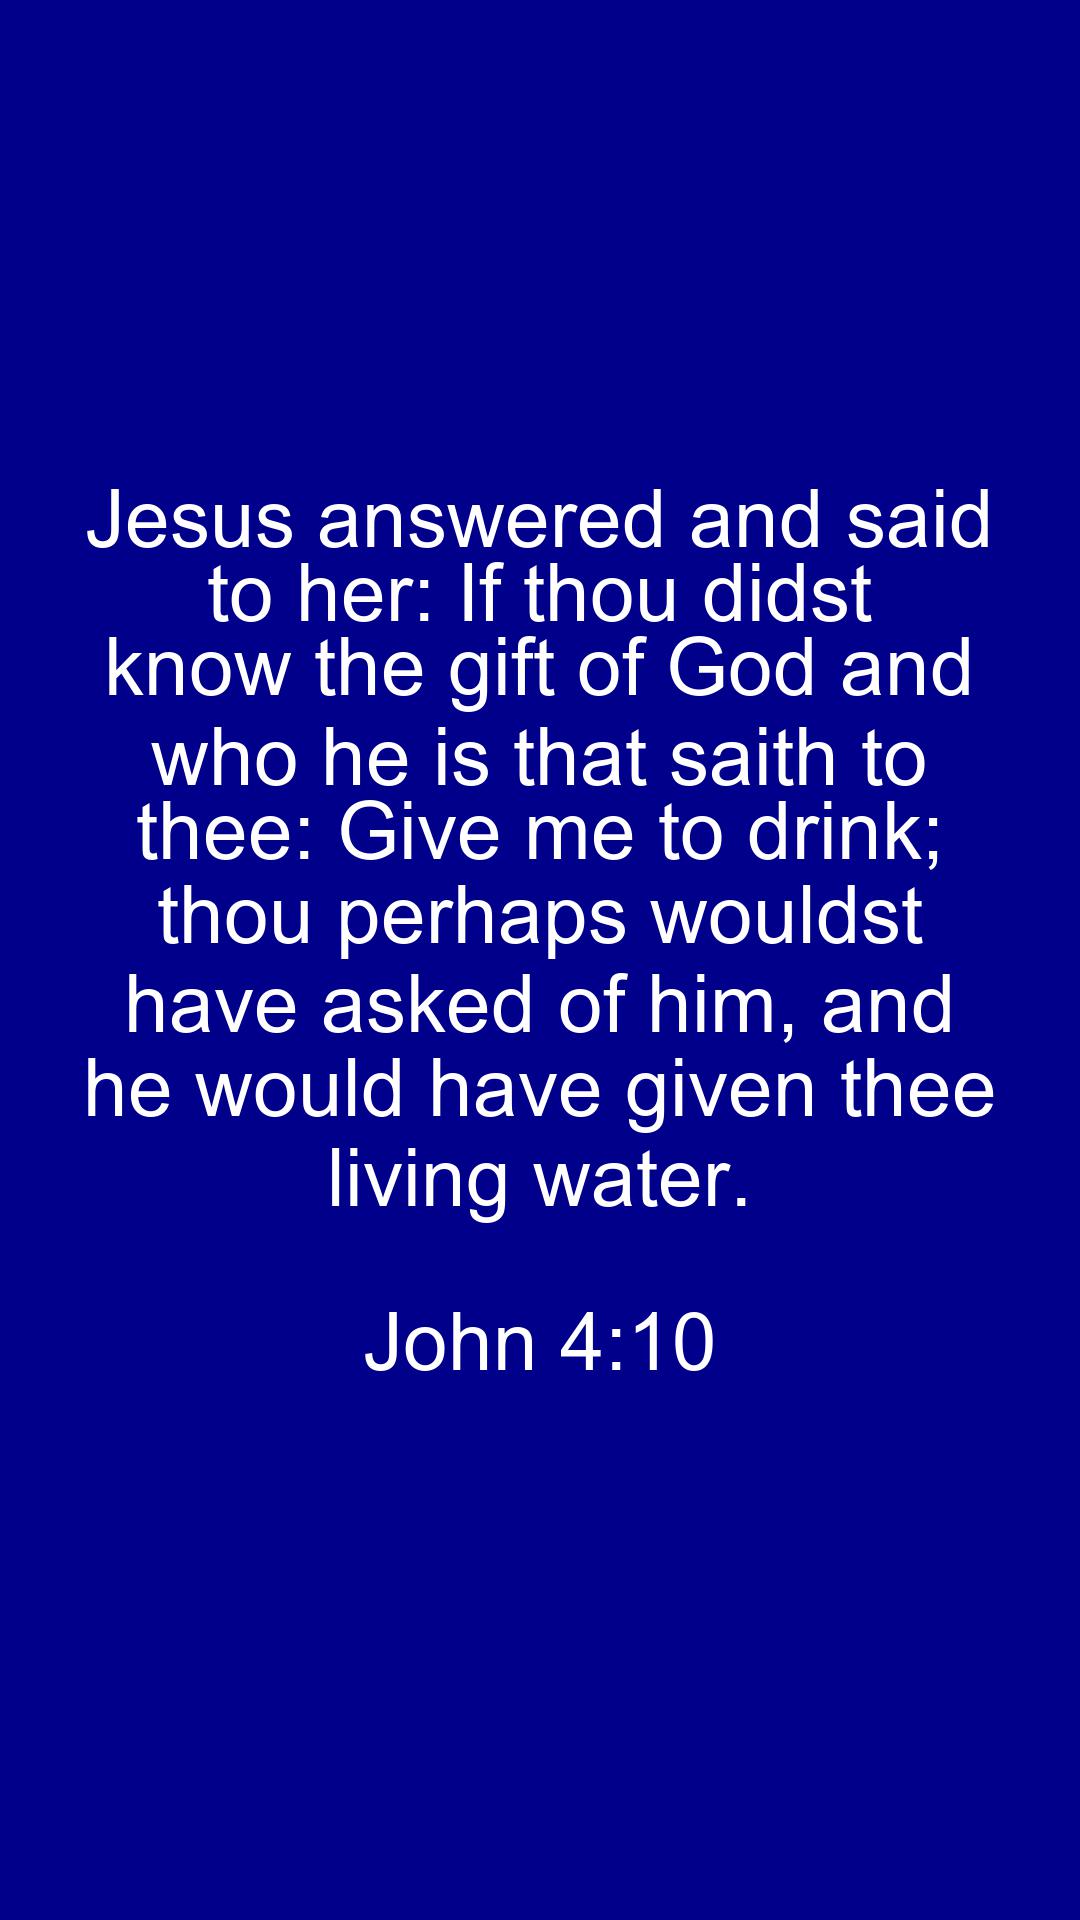 Jesus answered and said
to her: If thou didst
know the gift of God and
who he is that saith to
thee: Give me to drink;
thou perhaps wouldst
have asked of him, and
he would have given thee
living water.
John 4:10